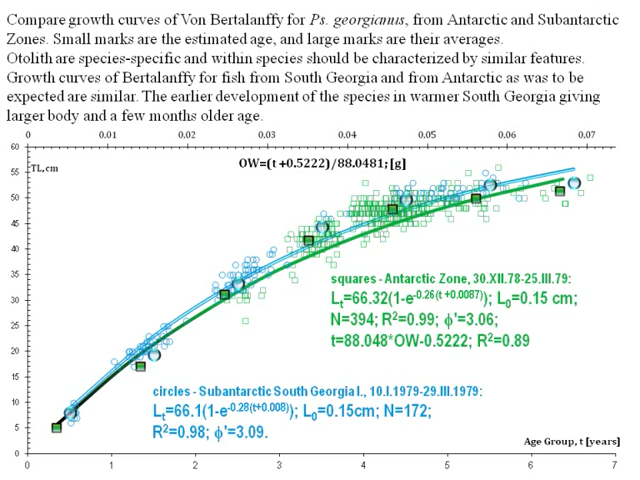 Compare growth curves of Von Bertalanffy for Ps. georgicnuis, from Antarctic and Subantarctic
Zones. Small marks are the estimated age, and large marks are their averages.
Otolith are species-specific and within species should be characterized by similar features.
Growth curves of Bertalanffy for fish from South Georgia and from Antarctic as was to be
expected are similar. The earlier development of the species in warmer South Georgia giving
larger body and a few months older age.
0 0.01 0.02 0.03 0.04 0.05 0.06 0.07
60
TL,cm
OW=(t +0.5222)/88.0481; [g]
55
50
45
40
35
30
25
20
15
10
5
0
squares - Antarctic Zone, 30.XII.78-25.III.79:
Lt=66.32(1-e-0.26(t +0.0087)); L0=0.15 cm;
N=394; R²=0.99; ϕ'=3.06;
t=88.048*OW-0.5222; R²=0.89
circles - Subantarctic South Georgia I., 10.I.1979-29.III.1979:
Lt=66.1(1-e-0.28(t+0.008)); L0=0.15cm; N=172;
R²=0.98; ϕ'=3.09.
Age Group, t [years]
0 1 2 3 4 5 6 7